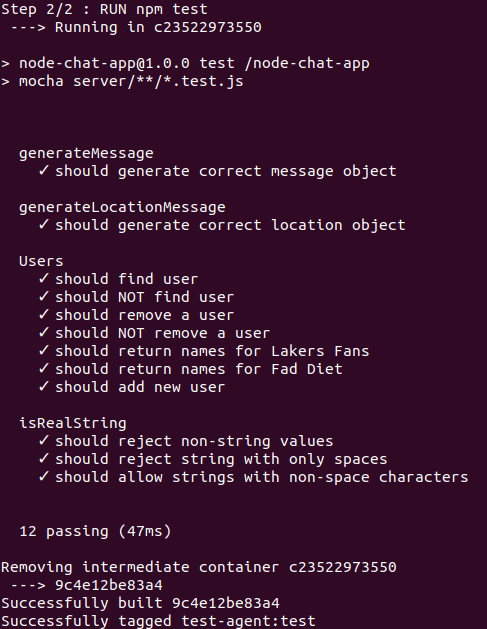 Step 2/2 : RUN npm test
 ---> Running in c23522973550

> node-chat-app@1.0.0 test /node-chat-app
> mocha server/**/*.test.js

  generateMessage
    ✓ should generate correct message object

  generateLocationMessage
    ✓ should generate correct location object

  Users
    ✓ should find user
    ✓ should NOT find user
    ✓ should remove a user
    ✓ should NOT remove a user
    ✓ should return names for Lakers Fans
    ✓ should return names for Fad Diet
    ✓ should add new user

  isRealString
    ✓ should reject non-string values
    ✓ should reject string with only spaces
    ✓ should allow strings with non-space characters

  12 passing (47ms)

Removing intermediate container c23522973550
 ---> 9c4e12be83a4
Successfully built 9c4e12be83a4
Successfully tagged test-agent:test